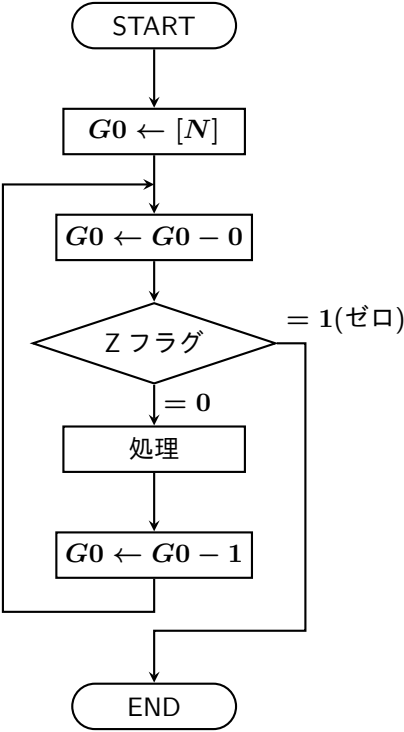 START
G0 ← [N]
G0 ← G0 − 0
Z フラグ
= 1(ゼロ)
= 0
処理
G0 ← G0 − 1
END